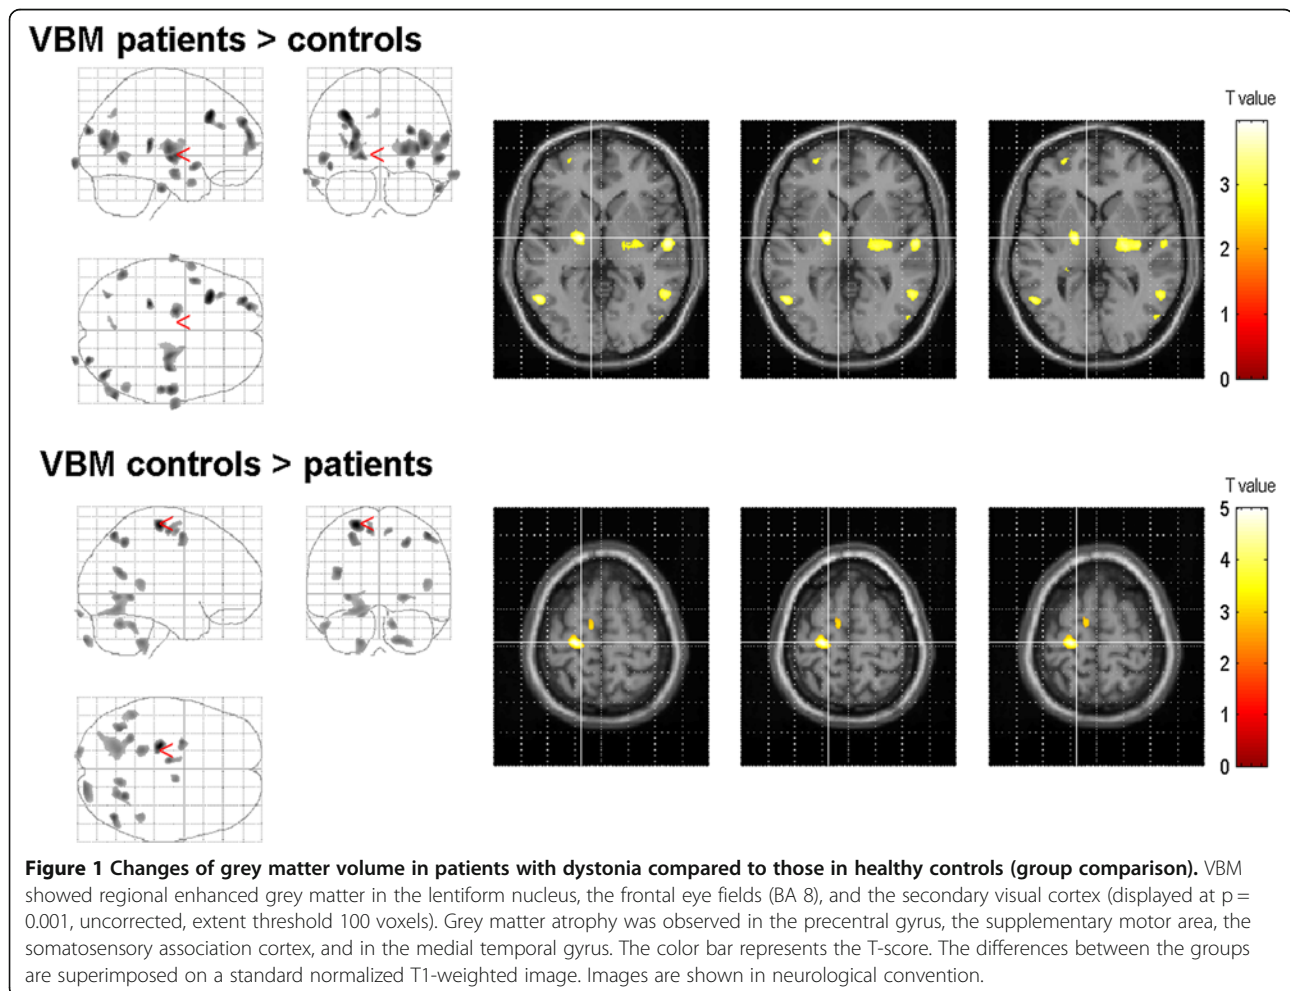 VBM patients > controls
<
<
<
T value
3
2
1
0
VBM controls > patients
<
<
<
T value
5
4
3
2
1
0
Figure 1 Changes of grey matter volume in patients with dystonia compared to those in healthy controls (group comparison). VBM
showed regional enhanced grey matter in the lentiform nucleus, the frontal eye fields (BA 8), and the secondary visual cortex (displayed at p =
0.001, uncorrected, extent threshold 100 voxels). Grey matter atrophy was observed in the precentral gyrus, the supplementary motor area, the
somatosensory association cortex, and in the medial temporal gyrus. The color bar represents the T-score. The differences between the groups
are superimposed on a standard normalized T1-weighted image. Images are shown in neurological convention.